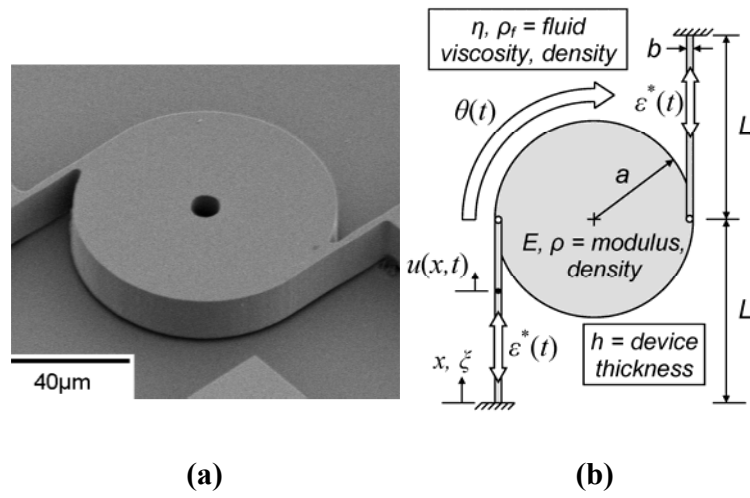 40μm
(a)
η, ρf = fluid
viscosity, density
b
ε*(t)
θ(t)
L
a
E, ρ = modulus,
density
u(x,t)
L
ε*(t)
h = device
thickness
x, ξ
(b)